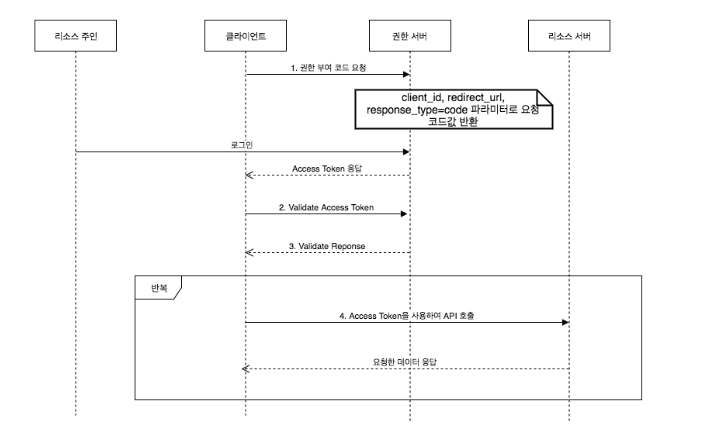 리소스 주인
클라이언트
권한 서버
리소스 서버
1. 권한 부여 코드 요청
client_id, redirect_url,
response_type=code 파라미터로 요청
코드값 반환
로그인
Access Token 응답
2. Validate Access Token
3. Validate Reponse
반복
4. Access Token을 사용하여 API 호출
요청한 데이터 응답